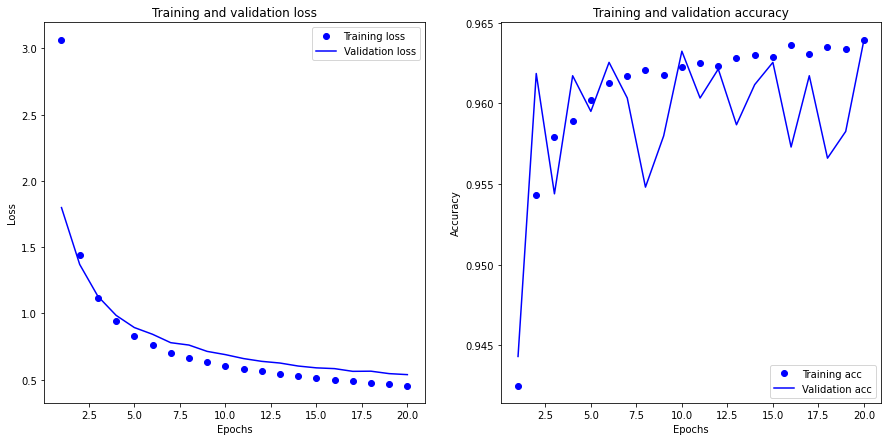 Training and validation loss
Training loss
Validation loss
3.0
2.5
2.0
1.5
1.0
0.5
Loss
2.5
5.0
7.5
10.0
12.5
15.0
17.5
20.0
Epochs
Training and validation accuracy
0.965
0.960
0.955
0.950
0.945
Accuracy
Training acc
Validation acc
2.5
5.0
7.5
10.0
12.5
15.0
17.5
20.0
Epochs